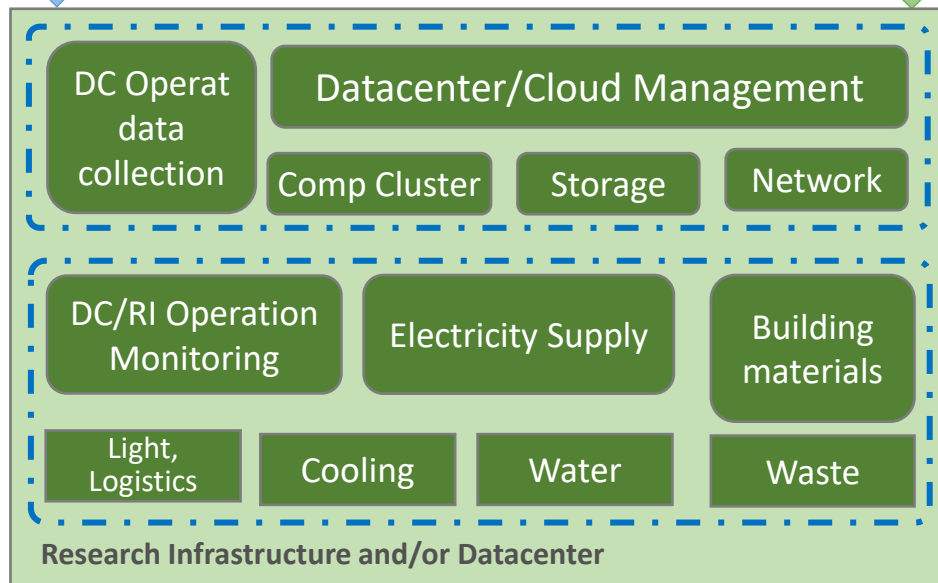 DC Operat
data
collection
Datacenter/Cloud Management
Comp Cluster
Storage
Network
DC/RI Operation
Monitoring
Electricity Supply
Building
materials
Light,
Logistics
Cooling
Water
Waste
Research Infrastructure and/or Datacenter